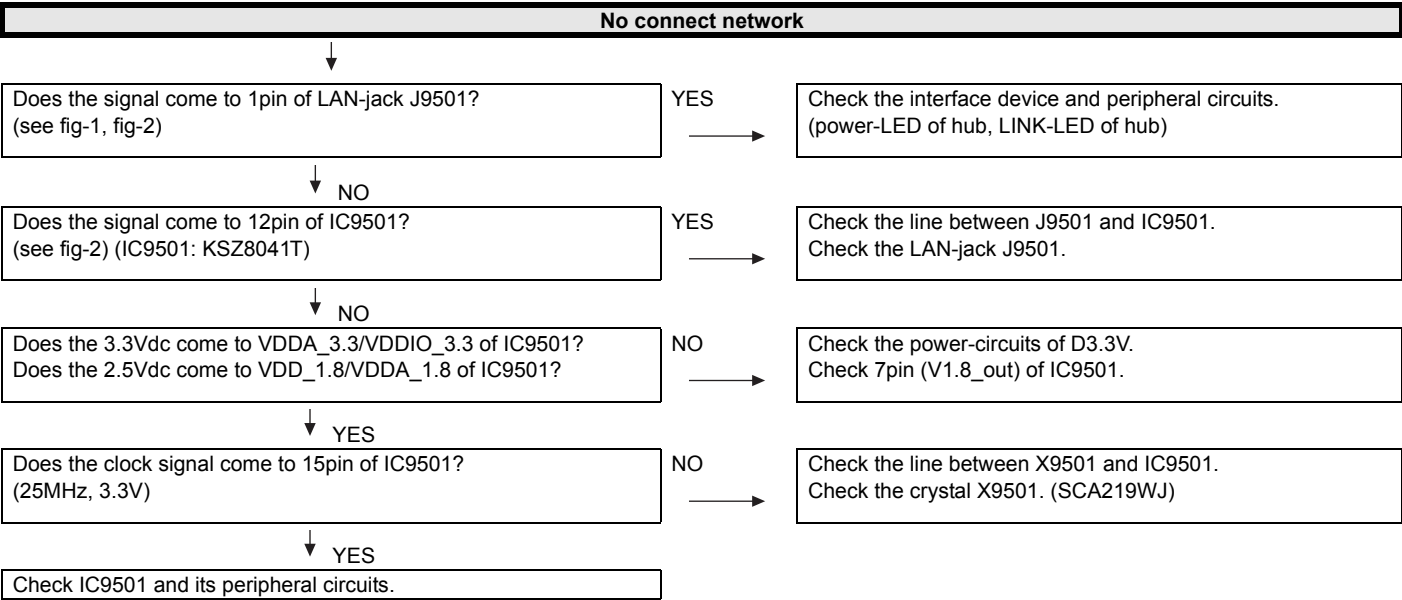 No connect network
Does the signal come to 1pin of LAN-jack J9501?
(see fig-1, fig-2)
YES
Check the interface device and peripheral circuits.
(power-LED of hub, LINK-LED of hub)
NO
Does the signal come to 12pin of IC9501?
(see fig-2) (IC9501: KSZ8041T)
YES
Check the line between J9501 and IC9501.
Check the LAN-jack J9501.
NO
Does the 3.3Vdc come to VDDA_3.3/VDDIO_3.3 of IC9501?
Does the 2.5Vdc come to VDD_1.8/VDDA_1.8 of IC9501?
NO
Check the power-circuits of D3.3V.
Check 7pin (V1.8_out) of IC9501.
YES
Does the clock signal come to 15pin of IC9501?
(25MHz, 3.3V)
NO
Check the line between X9501 and IC9501.
Check the crystal X9501. (SCA219WJ)
YES
Check IC9501 and its peripheral circuits.